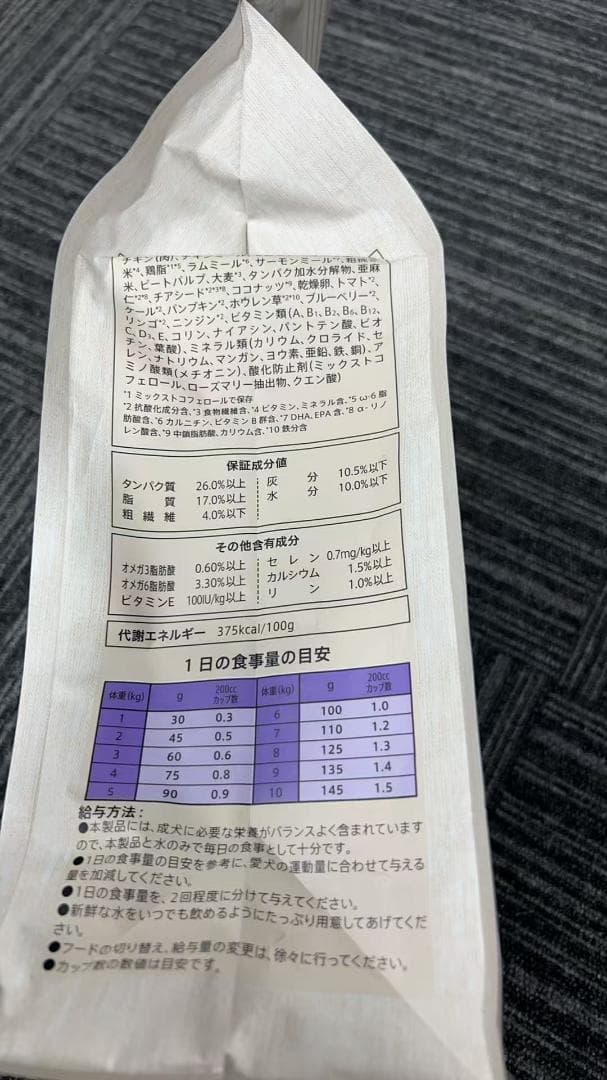 米*4、鶏脂*1*5、ラムミール*6、サーモンミール*7、粗
米、ビートパルプ、大麦*3、タンパク加水分解物、亜麻
仁*2*8、チアシード*2*3*8、ココナッツ*9、乾燥卵、トマト*2、
ケール*2、パンプキン*2、ホウレン草*2*10、ブルーベリー*2、
リンゴ*2、ニンジン*2、ビタミン類(A、B1、B2、B6、B12、
C、D3、E、コリン、ナイアシン、パントテン酸、ビオ
チン、葉酸)、ミネラル類(カリウム、クロライド、セ
レン、ナトリウム、マンガン、ヨウ素、亜鉛、鉄、銅)、ア
ミノ酸類(メチオニン)、酸化防止剤(ミックストコ
フェロール、ローズマリー抽出物、クエン酸)
*1 ミックストコフェロールで保存
*2 抗酸化成分含、*3 食物繊維含、*4 ビタミン、ミネラル含、*5 ω-6 脂
肪酸含、*6 カルニチン、ビタミンB群含、*7 DHA、EPA含、*8 α-リノ
レン酸含、*9 中鎖脂肪酸、カリウム含、*10 鉄分含
保証成分値
タンパク質 26.0%以上 灰分 10.5%以下
脂質 17.0%以上 水分 10.0%以下
粗繊維 4.0%以下
その他含有成分
オメガ3脂肪酸 0.60%以上 セレン 0.7mg/kg以上
オメガ6脂肪酸 3.30%以上 カルシウム 1.5%以上
ビタミンE 100IU/kg以上 リン 1.0%以上
代謝エネルギー 375kcal/100g
1日の食事量の目安
体重(kg) g 200cc カップ数 体重(kg) g 200cc カップ数
1 30 0.3 6 100 1.0
2 45 0.5 7 110 1.2
3 60 0.6 8 125 1.3
4 75 0.8 9 135 1.4
5 90 0.9 10 145 1.5
給与方法:
●本製品には、成犬に必要な栄養がバランスよく含まれています
ので、本製品と水のみで毎日の食事として十分です。
●1日の食事量の目安を参考に、愛犬の運動量に合わせて与える
量を加減してください。
●1日の食事量を、2回程度に分けて与えてください。
●新鮮な水をいつでも飲めるようにたっぷり用意してあげてくだ
さい。
●フードの切り替え、給与量の変更は、徐々に行ってください。
●カップ数の数値は目安です。